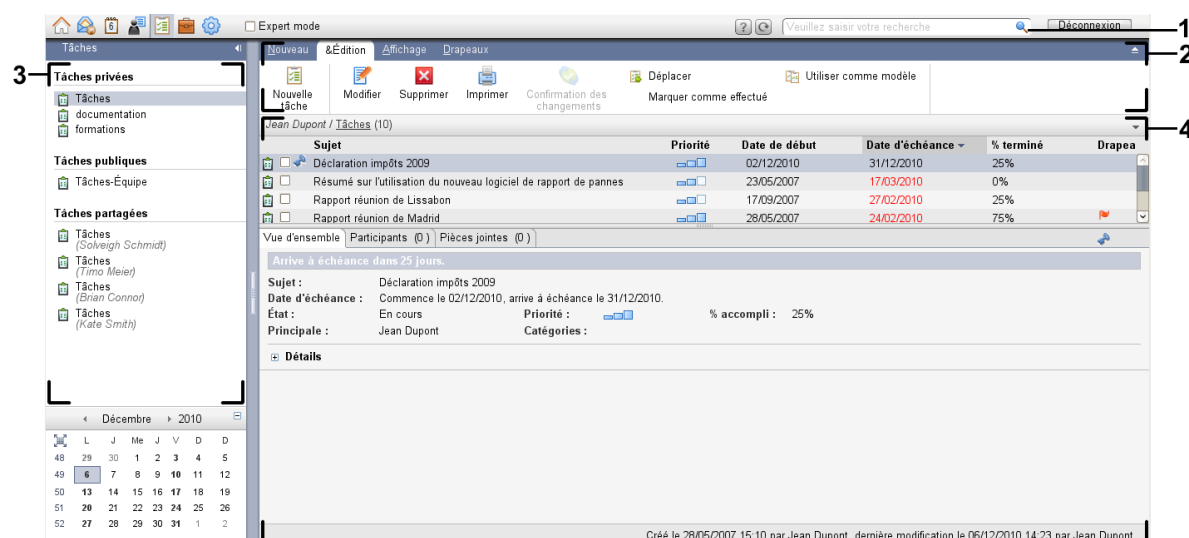 6 Expert mode ? Veuillez saisir votre recherche Déconnexion 1
Tâches
Nouveau &Édition Affichage Drapeaux 2
3
Tâches privées
Tâches
documentation
formations
Tâches publiques
Tâches-Équipe
Tâches partagées
Tâches
(Solveigh Schmidt)
Tâches
(Timo Meier)
Tâches
(Brian Connor)
Tâches
(Kate Smith)
Décembre 2010
L J Me J V D D
48 29 30 1 2 3 4 5
49 6 7 8 9 10 11 12
50 13 14 15 16 17 18 19
51 20 21 22 23 24 25 26
52 27 28 29 30 31 1 2
Nouvelle tâche
Modifier
Supprimer
Imprimer
Confirmation des changements
Déplacer
Marquer comme effectué
Utiliser comme modèle
Jean Dupont / Tâches (10) 4
Sujet Priorité Date de début Date d'échéance % terminé Drapea
Déclaration impôts 2009 02/12/2010 31/12/2010 25%
Résumé sur l'utilisation du nouveau logiciel de rapport de pannes 23/05/2007 17/03/2010 0%
Rapport réunion de Lissabon 17/09/2007 27/02/2010 25%
Rapport réunion de Madrid 28/05/2007 24/02/2010 75%
Vue d'ensemble Participants (0) Pièces jointes (0)
Arrive à échéance dans 25 jours.
Sujet : Déclaration impôts 2009
Date d'échéance : Commence le 02/12/2010, arrive à échéance le 31/12/2010.
État : En cours Priorité : % accompli : 25%
Principale : Jean Dupont Catégories :
Détails
Créé le 28/05/2007 15:10 par Jean Dupont, dernière modification le 06/12/2010 14:23 par Jean Dupont